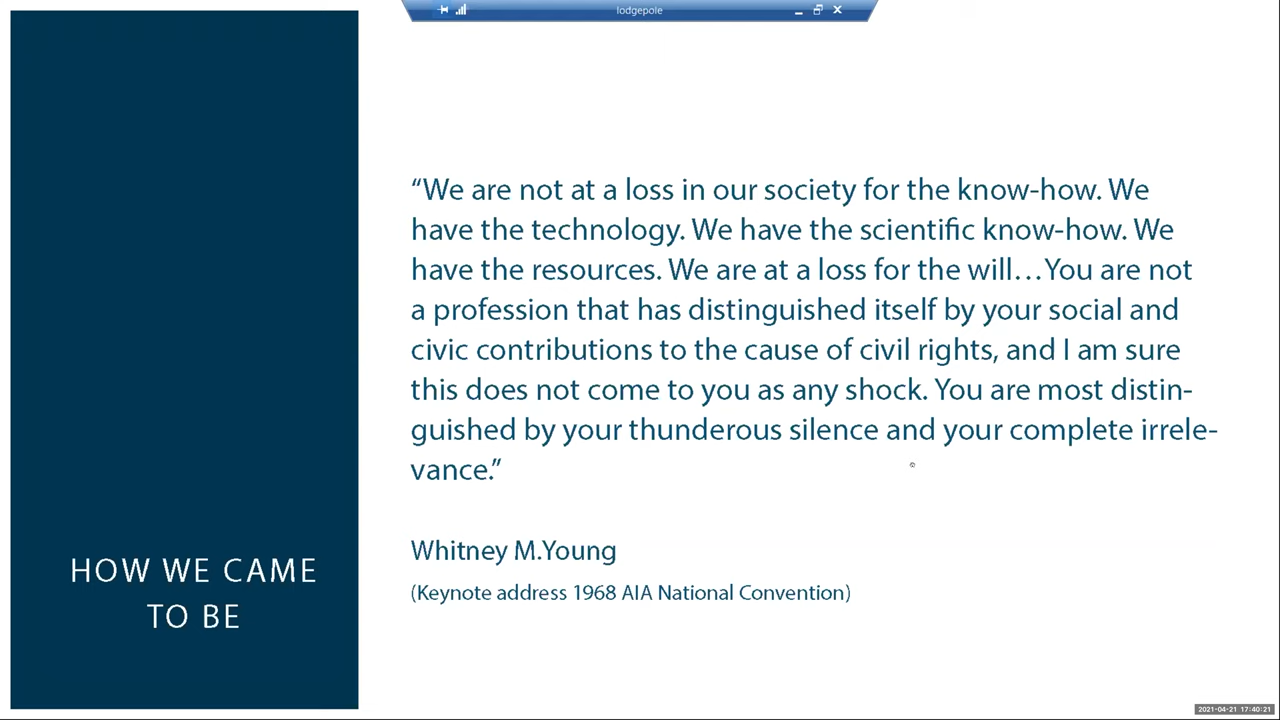 lodgepole
“We are not at a loss in our society for the know-how. We
have the technology. We have the scientific know-how. We
have the resources. We are at a loss for the will…You are not
a profession that has distinguished itself by your social and
civic contributions to the cause of civil rights, and I am sure
this does not come to you as any shock. You are most distin-
guished by your thunderous silence and your complete irrele-
vance.”
Whitney M.Young
(Keynote address 1968 AIA National Convention)
HOW WE CAME
TO BE
2021-04-21 17:40:21